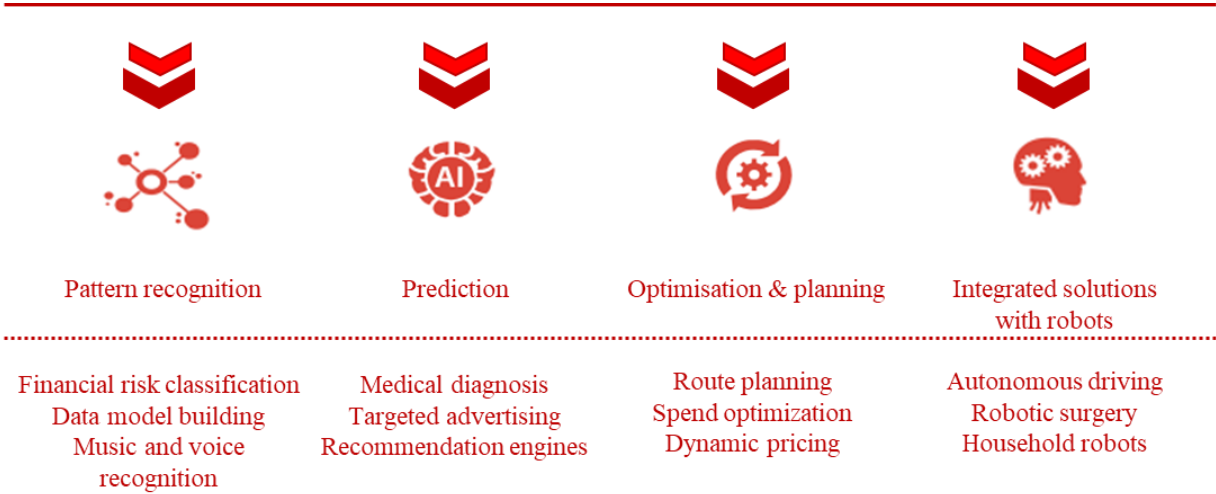 AI
Pattern recognition
Prediction
Optimisation & planning
Integrated solutions
with robots
Financial risk classification
Data model building
Music and voice
recognition
Medical diagnosis
Targeted advertising
Recommendation engines
Route planning
Spend optimization
Dynamic pricing
Autonomous driving
Robotic surgery
Household robots